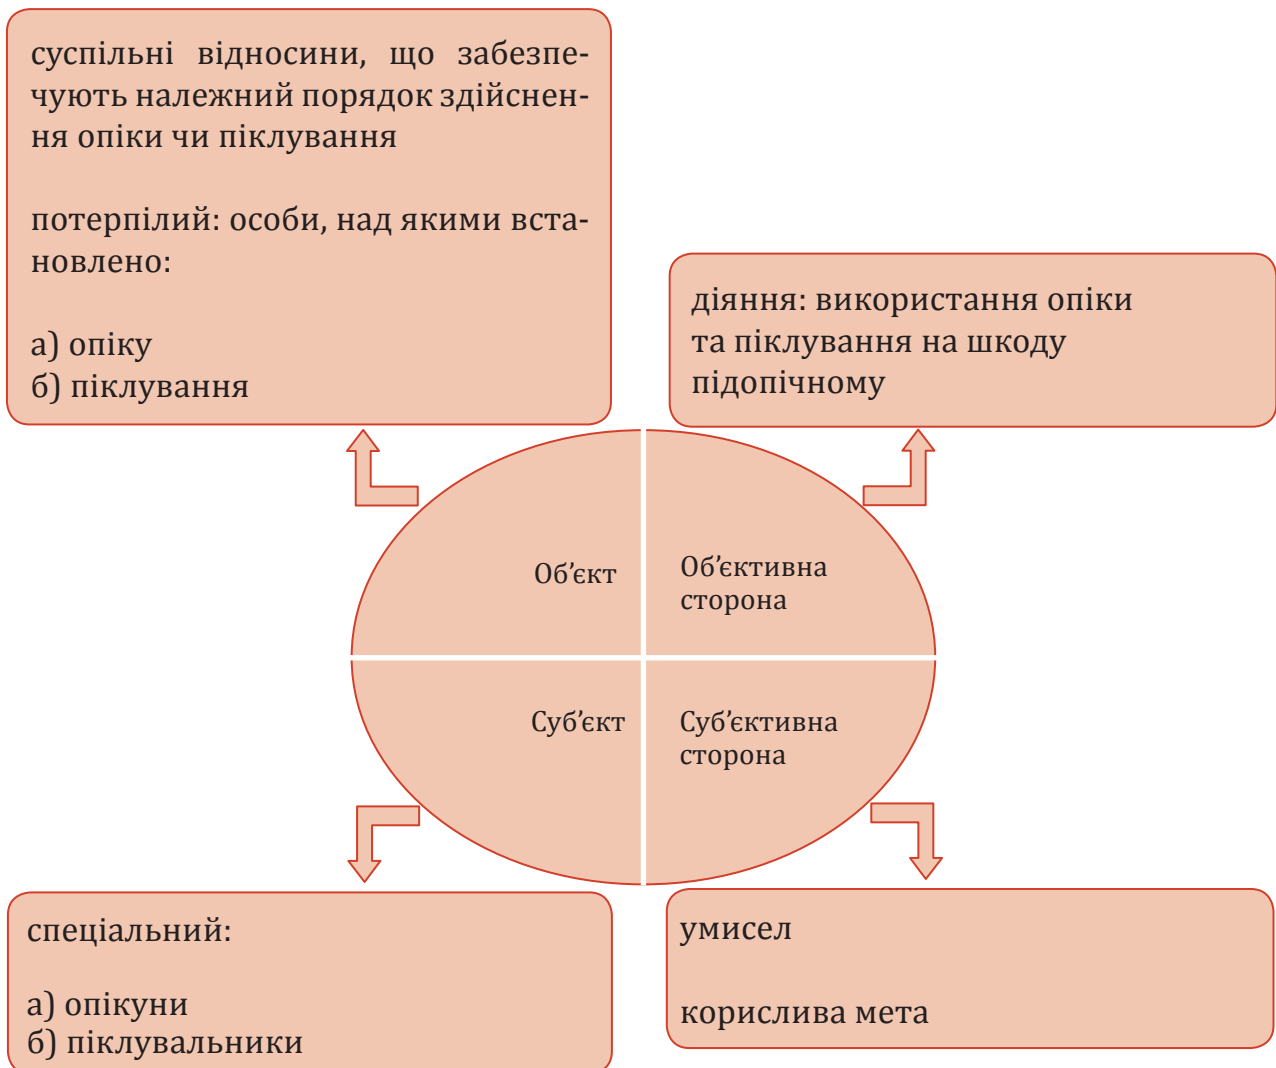 суспільні відносини, що забезпе-
чують належний порядок здійснен-
ня опіки чи піклування
потерпілий: особи, над якими вста-
новлено:
а) опіку
б) піклування
діяння: використання опіки
та піклування на шкоду
підопічному
Об’єкт
Об’єктивна
сторона
Суб’єкт
Суб’єктивна
сторона
спеціальний:
а) опікуни
б) піклувальники
умисел
корислива мета